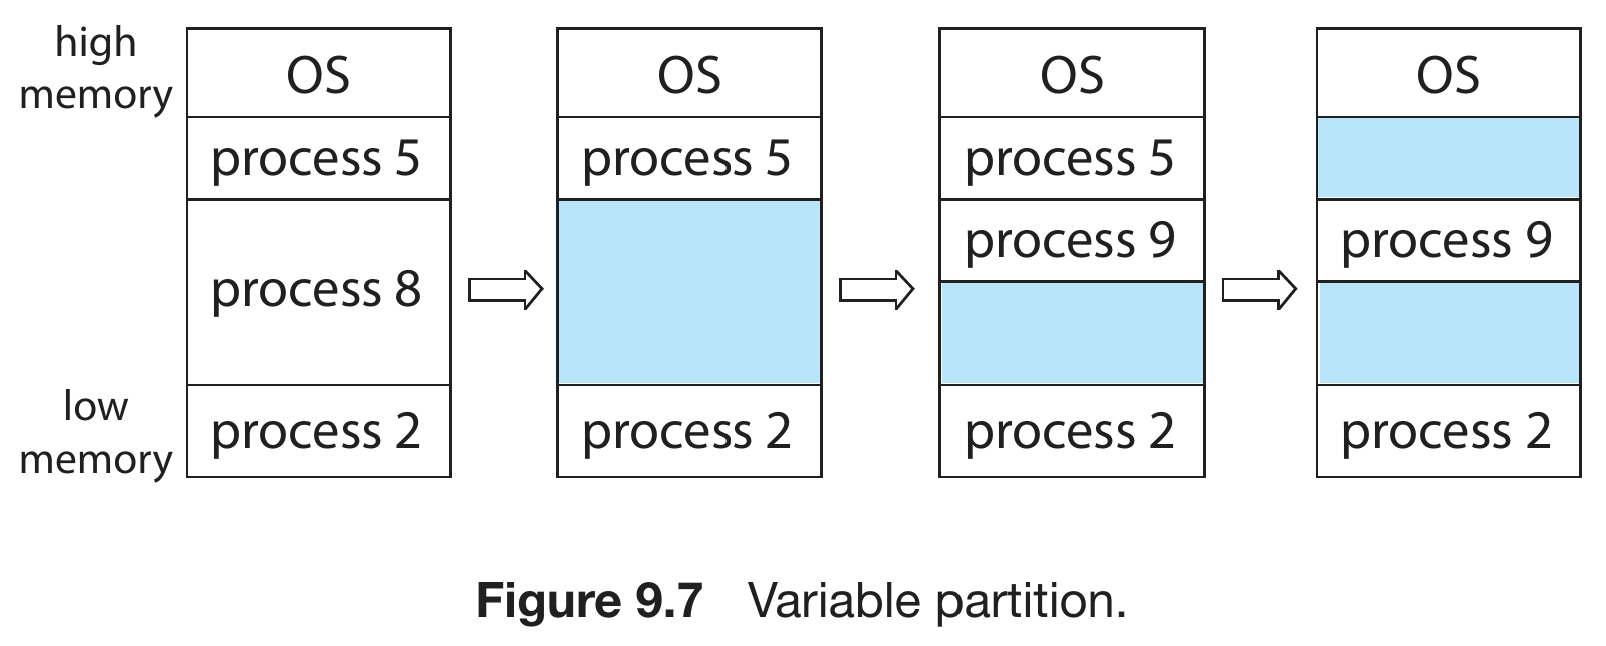 high
memory
OS
process 5
process 8
low
memory
process 2
OS
process 5
process 2
OS
process 5
process 9
process 2
OS
process 9
process 2
Figure 9.7 Variable partition.